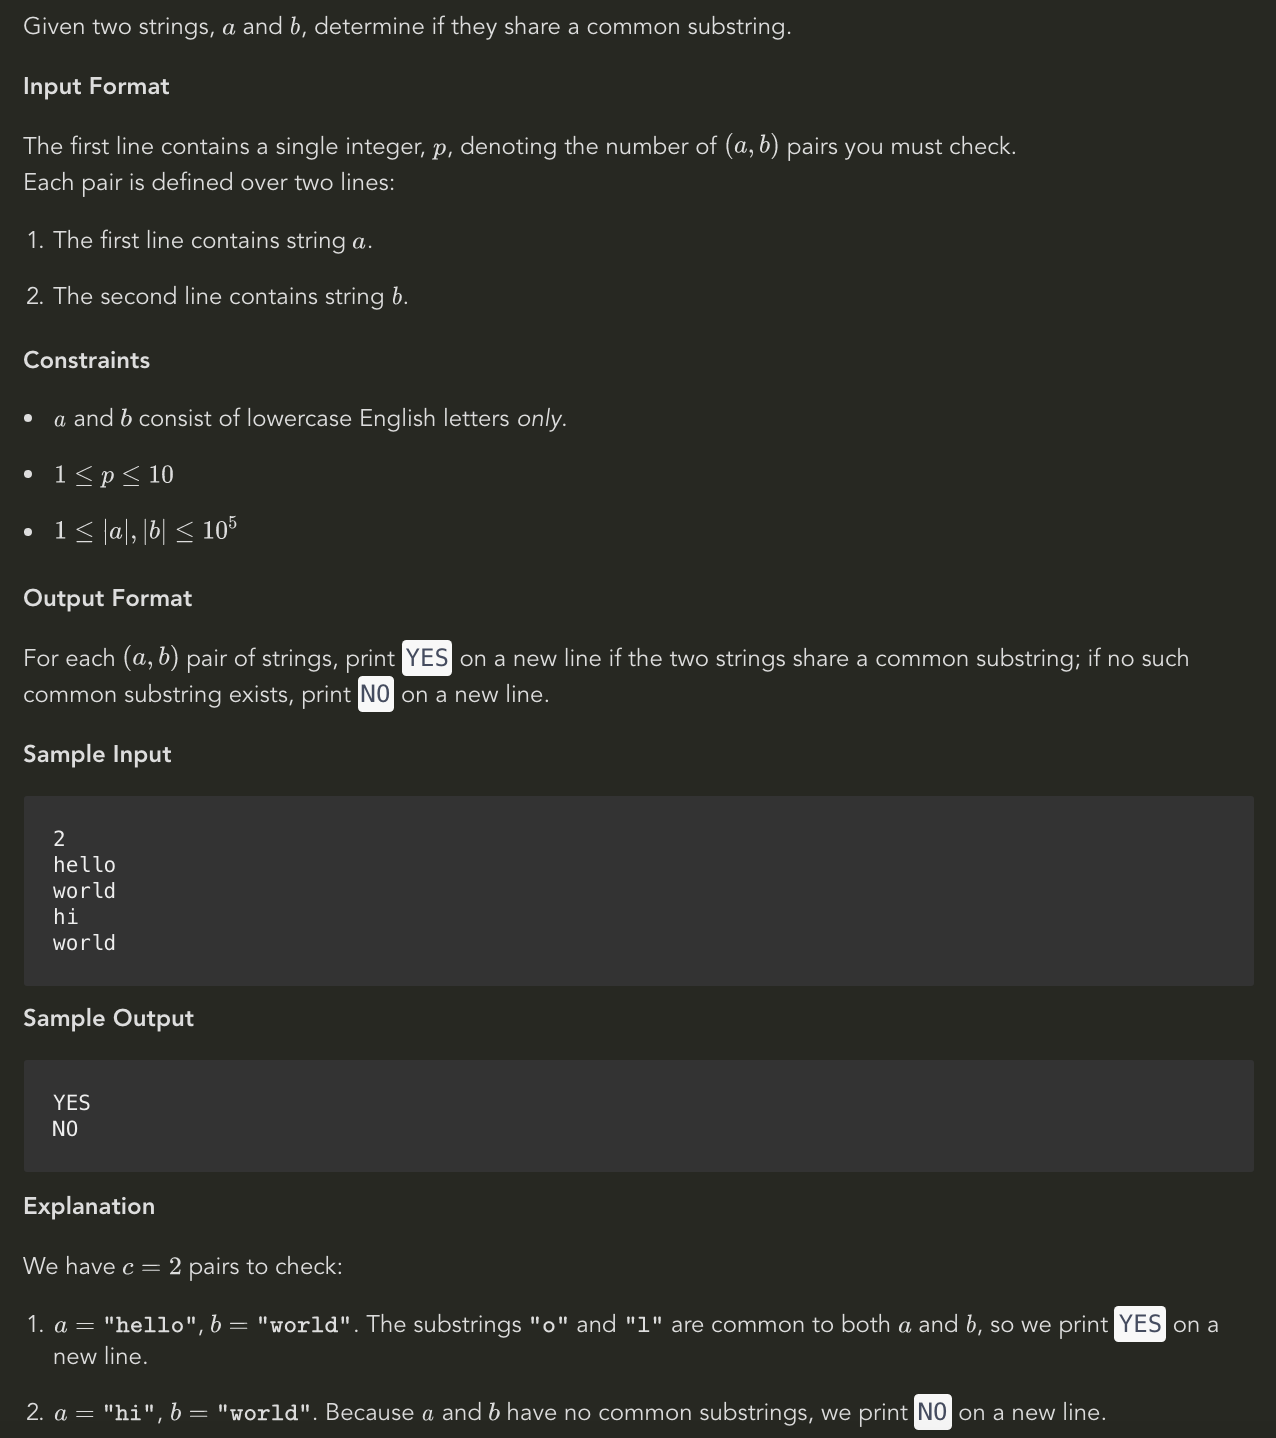 Given two strings, a and b, determine if they share a common substring.
Input Format
The first line contains a single integer, p, denoting the number of (a, b) pairs you must check.
Each pair is defined over two lines:
1. The first line contains string a.
2. The second line contains string b.
Constraints
• a and b consist of lowercase English letters only.
• 1 ≤ p ≤ 10
• 1 ≤ |a|, |b| ≤ 10⁵
Output Format
For each (a, b) pair of strings, print YES on a new line if the two strings share a common substring; if no such
common substring exists, print NO on a new line.
Sample Input
2
hello
world
hi
world
Sample Output
YES
NO
Explanation
We have c = 2 pairs to check:
1. a = "hello", b = "world". The substrings "o" and "l" are common to both a and b, so we print YES on a
new line.
2. a = "hi", b = "world". Because a and b have no common substrings, we print NO on a new line.